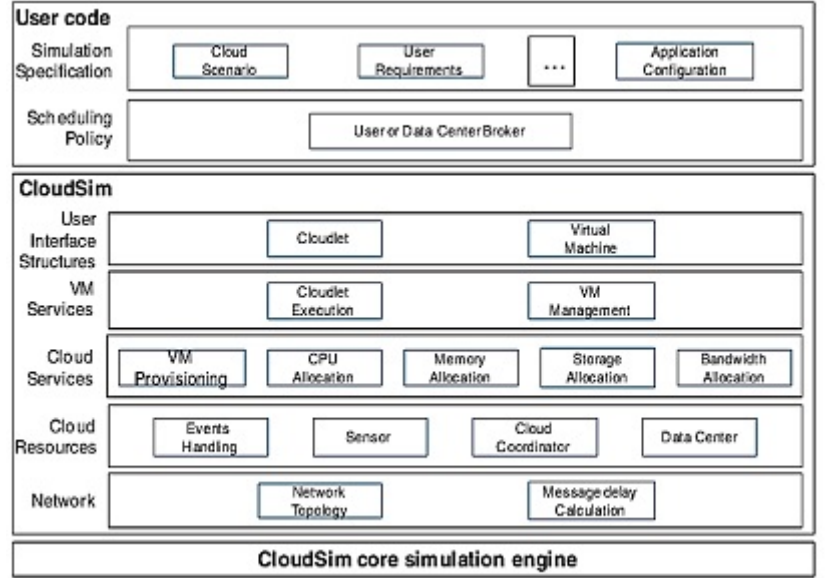 User code
Simulation
Specification
Cloud
Scenario
User
Requirements
...
Application
Configuration
Scheduling
Policy
User or Data Center Broker
CloudSim
User
Interface
Structures
Cloudlet
Virtual
Machine
VM
Services
Cloudlet
Execution
VM
Management
Cloud
Services
VM
Provisioning
CPU
Allocation
Memory
Allocation
Storage
Allocation
Bandwidth
Allocation
Cloud
Resources
Events
Handling
Sensor
Cloud
Coordinator
Data Center
Network
Network
Topology
Message delay
Calculation
CloudSim core simulation engine